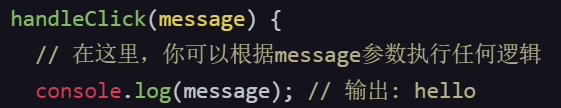 handleClick(message) {
// 在这里，你可以根据message参数执行任何逻辑
console.log(message); // 输出: hello